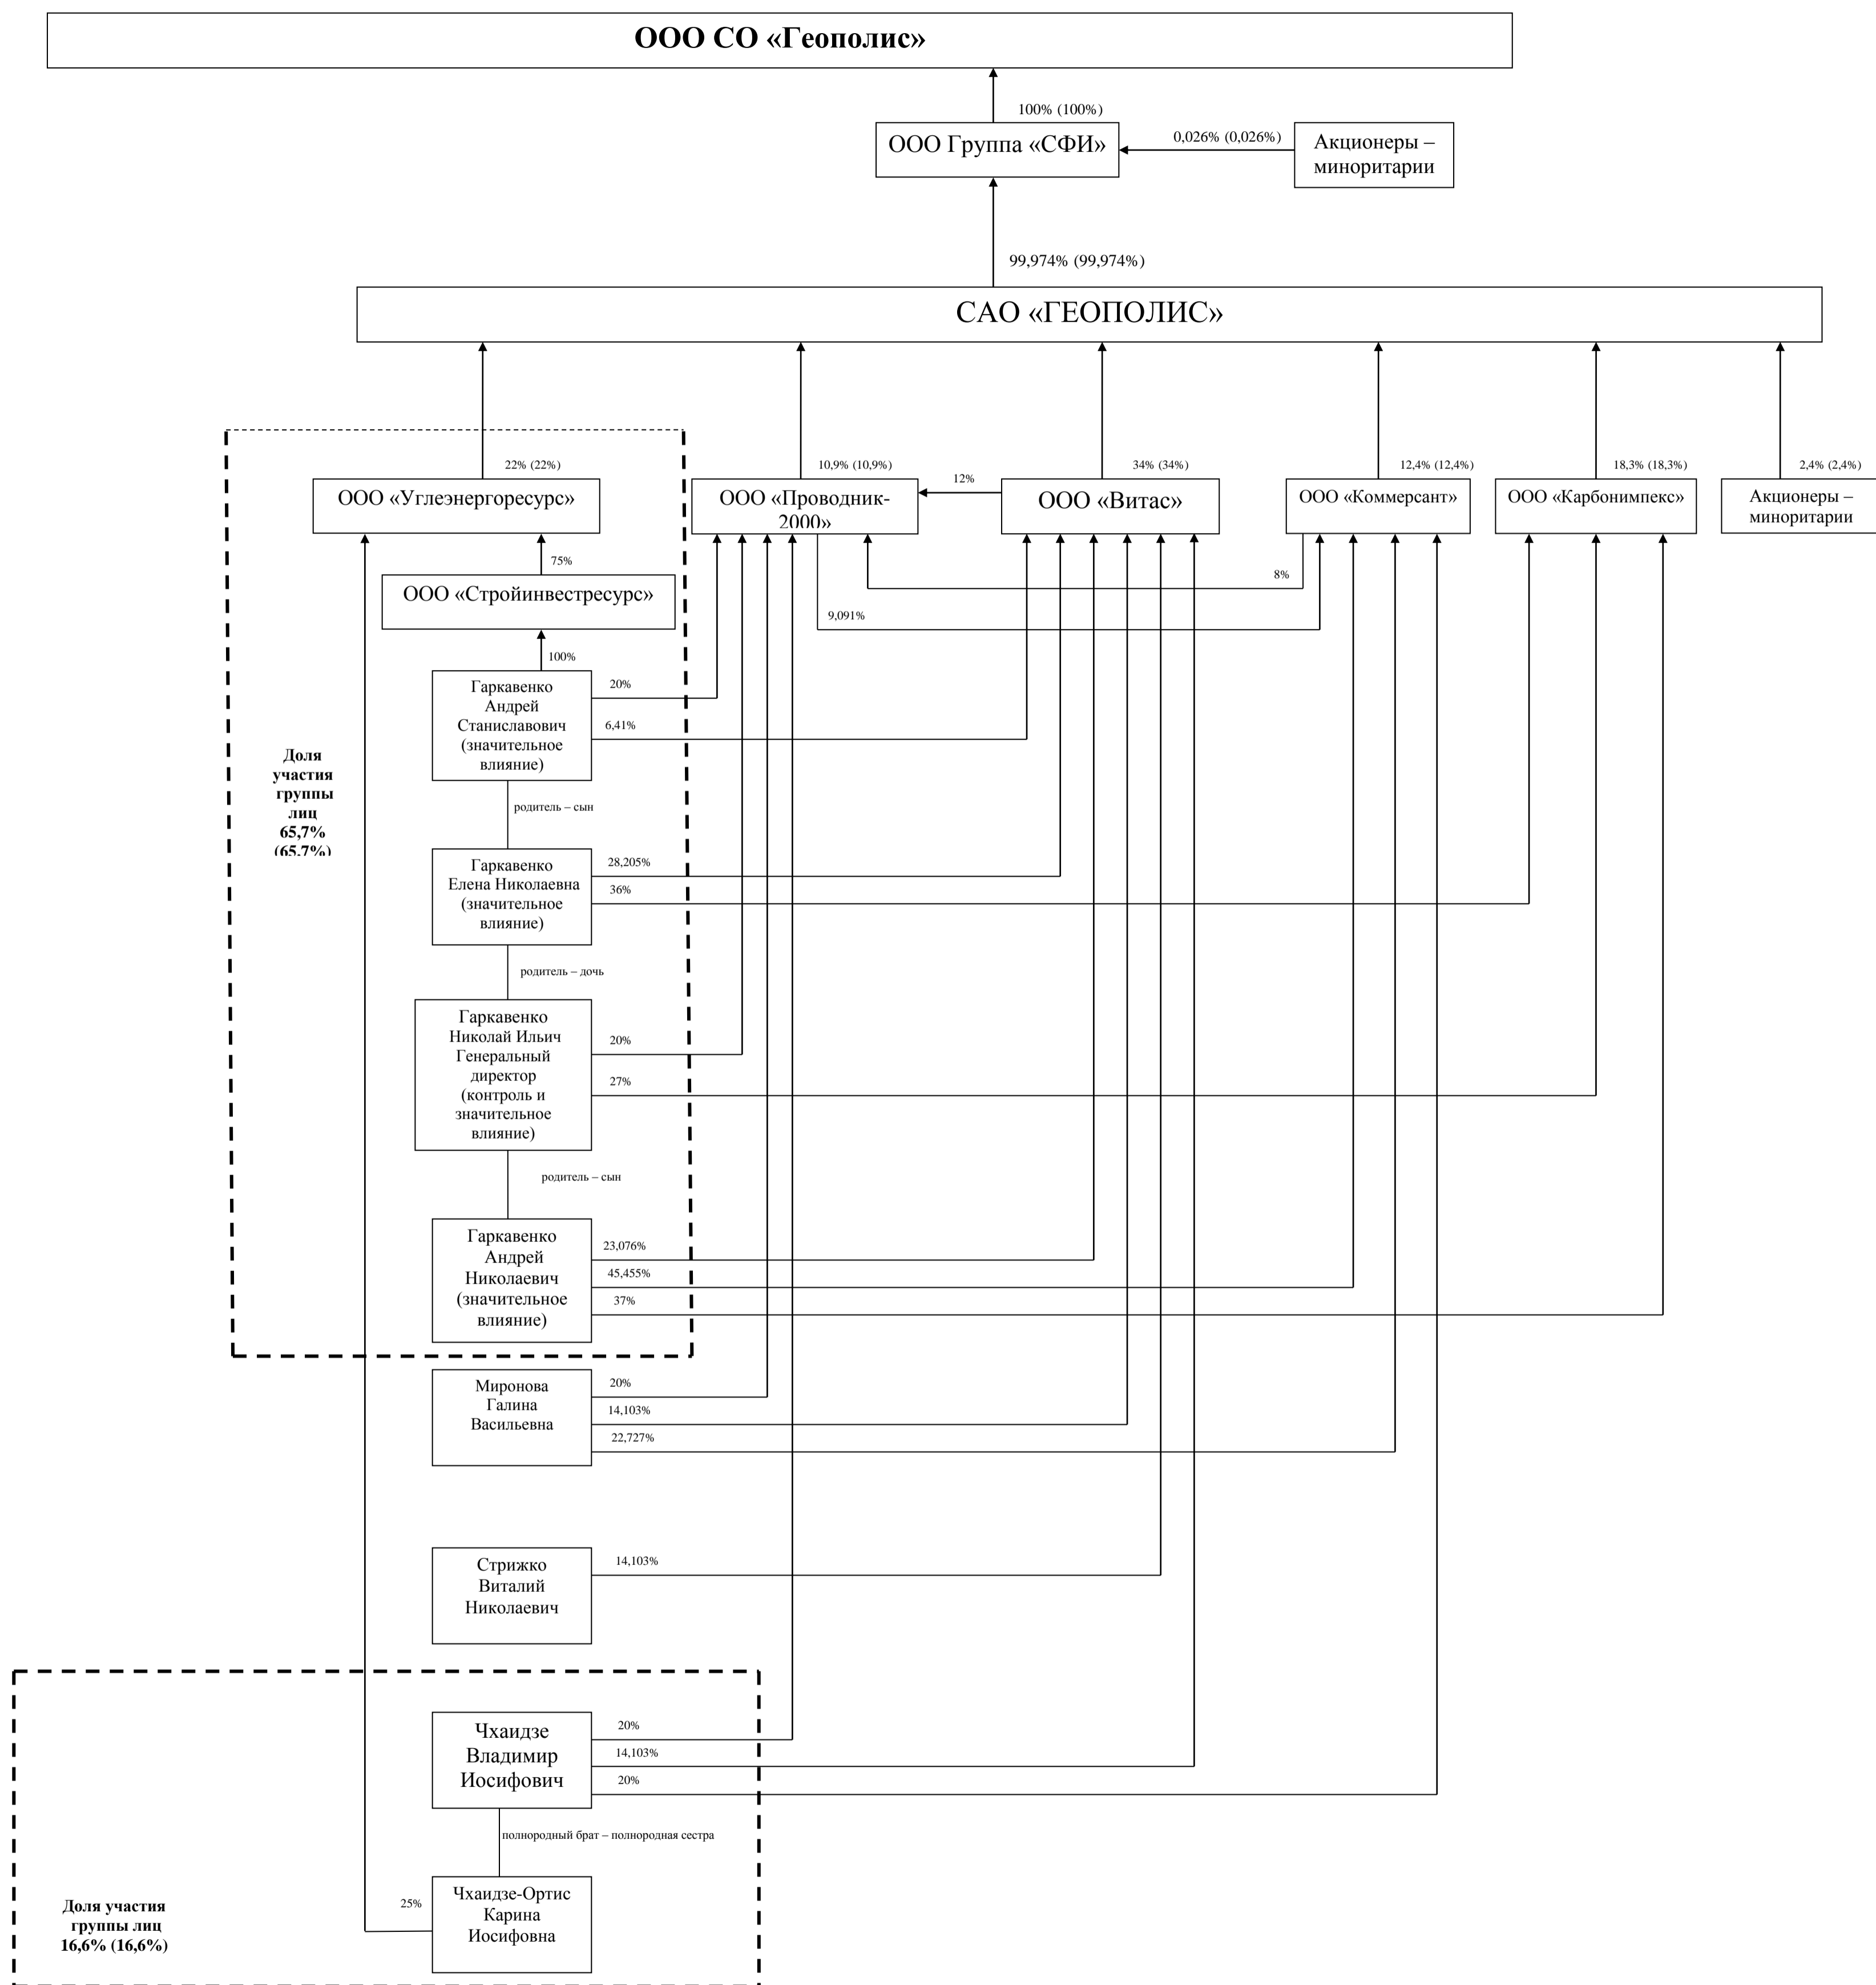 ООО СО «Геополис»
100% (100%)
ООО Группа «СФИ»
0,026% (0,026%)
Акционеры –
миноритарии
99,974% (99,974%)
САО «ГЕОПОЛИС»
22% (22%)
10,9% (10,9%)
34% (34%)
12,4% (12,4%)
18,3% (18,3%)
2,4% (2,4%)
ООО «Углеэнергоресурс»
ООО «Проводник-
2000»
12%
ООО «Витас»
ООО «Коммерсант»
ООО «Карбонимпекс»
Акционеры –
миноритарии
75%
8%
ООО «Стройинвестресурс»
9,091%
100%
Гаркавенко
Андрей
Станиславович
(значительное
влияние)
20%
6,41%
Доля
участия
группы
лиц
65,7%
(65,7%)
родитель – сын
Гаркавенко
Елена Николаевна
(значительное
влияние)
28,205%
36%
родитель – дочь
Гаркавенко
Николай Ильич
Генеральный
директор
(контроль и
значительное
влияние)
20%
27%
родитель – сын
Гаркавенко
Андрей
Николаевич
(значительное
влияние)
23,076%
45,455%
37%
Миронова
Галина
Васильевна
20%
14,103%
22,727%
Стрижко
Виталий
Николаевич
14,103%
Чхаидзе
Владимир
Иосифович
20%
14,103%
20%
полнородный брат – полнородная сестра
Чхаидзе-Ортис
Карина
Иосифовна
25%
Доля участия
группы лиц
16,6% (16,6%)